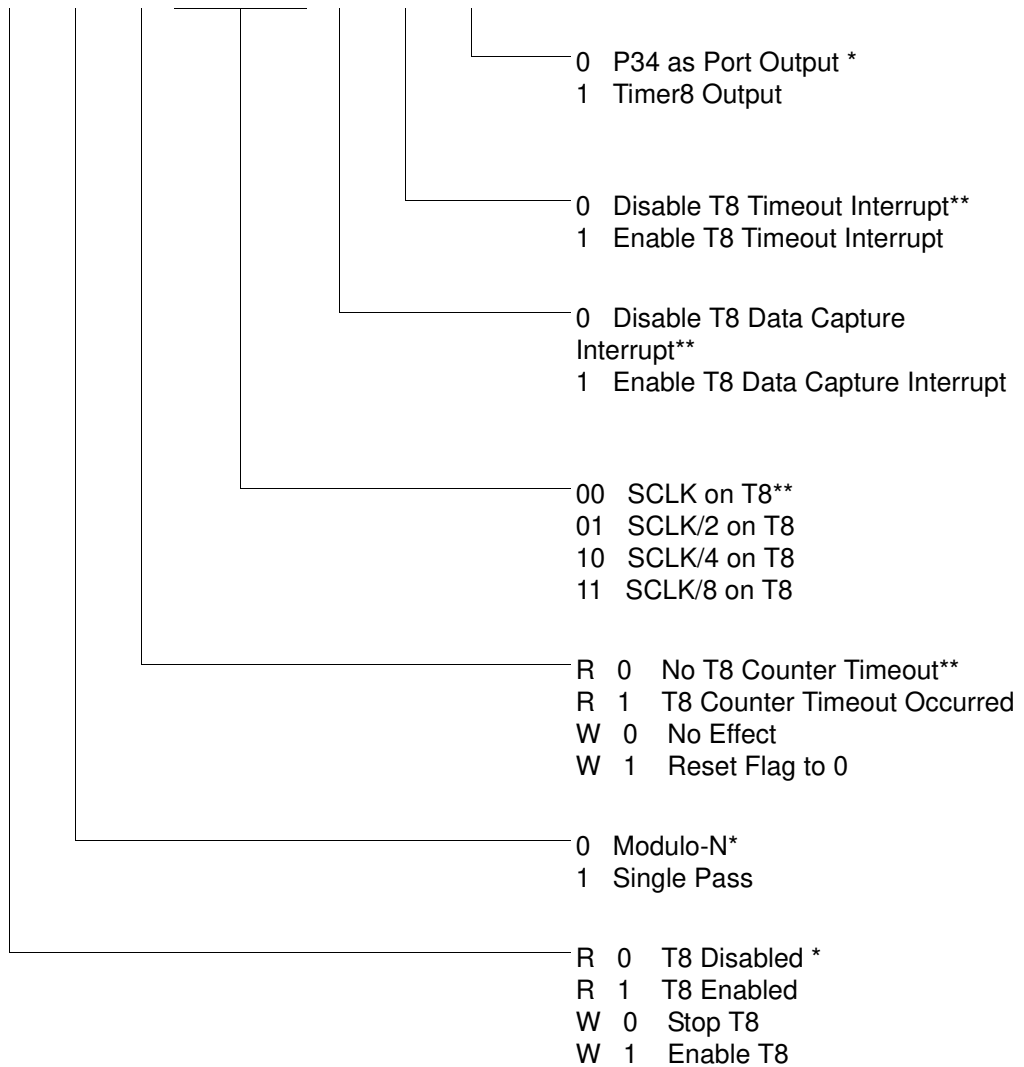 0 P34 as Port Output *
1 Timer8 Output
0 Disable T8 Timeout Interrupt**
1 Enable T8 Timeout Interrupt
0 Disable T8 Data Capture
Interrupt**
1 Enable T8 Data Capture Interrupt
00 SCLK on T8**
01 SCLK/2 on T8
10 SCLK/4 on T8
11 SCLK/8 on T8
R 0 No T8 Counter Timeout**
R 1 T8 Counter Timeout Occurred
W 0 No Effect
W 1 Reset Flag to 0
0 Modulo-N*
1 Single Pass
R 0 T8 Disabled *
R 1 T8 Enabled
W 0 Stop T8
W 1 Enable T8